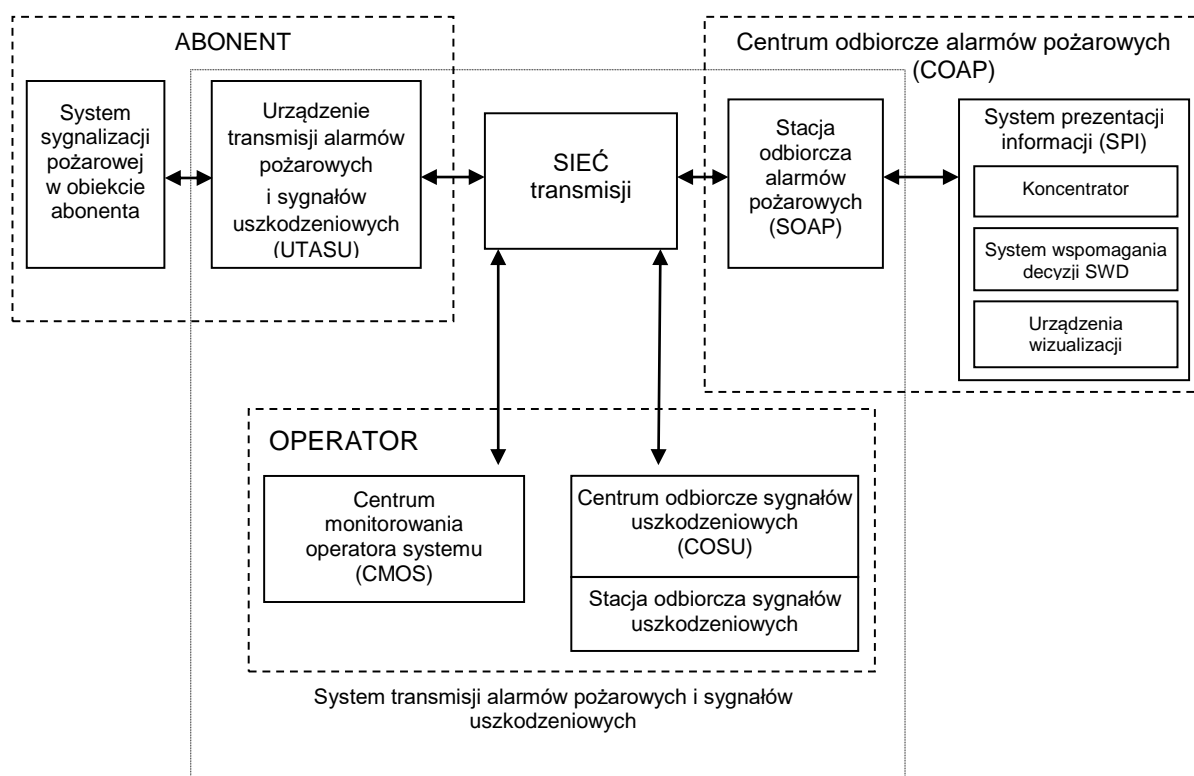 ABONENT
System
sygnalizacji
pożarowej
w obiekcie
abonenta
Urządzenie
transmisji alarmów
pożarowych
i sygnałów
uszkodzeniowych
(UTASU)
SIEĆ
transmisji
Centrum odbiorcze alarmów pożarowych
(COAP)
Stacja
odbiorcza
alarmów
pożarowych
(SOAP)
System prezentacji
informacji (SPI)
Koncentrator
System wspomagania
decyzji SWD
Urządzenia
wizualizacji
OPERATOR
Centrum
monitorowania
operatora systemu
(CMOS)
Centrum odbiorcze sygnałów
uszkodzeniowych
(COSU)
Stacja odbiorcza sygnałów
uszkodzeniowych
System transmisji alarmów pożarowych i sygnałów
uszkodzeniowych